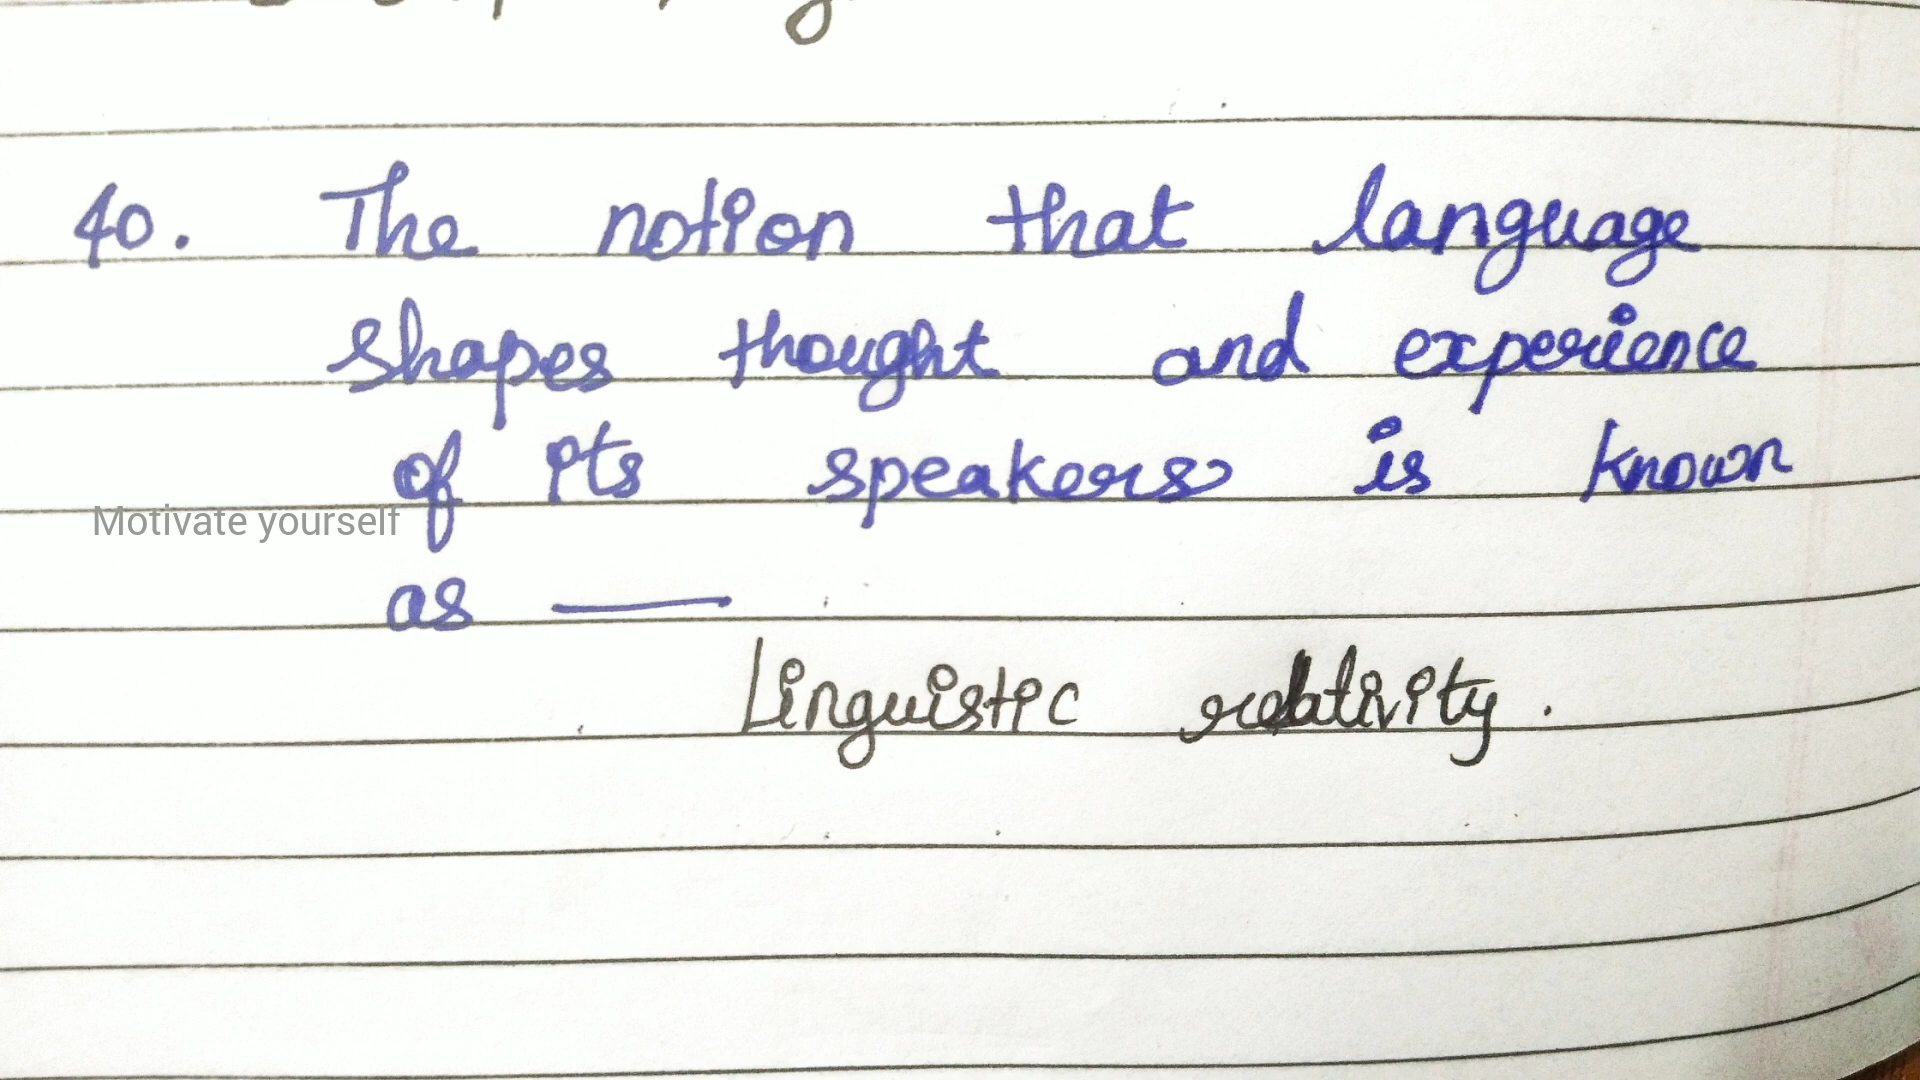 40. The notion that language
shapes thought and experience
of its speakers is known
Motivate yourself
as ——
Linguistic relativity.